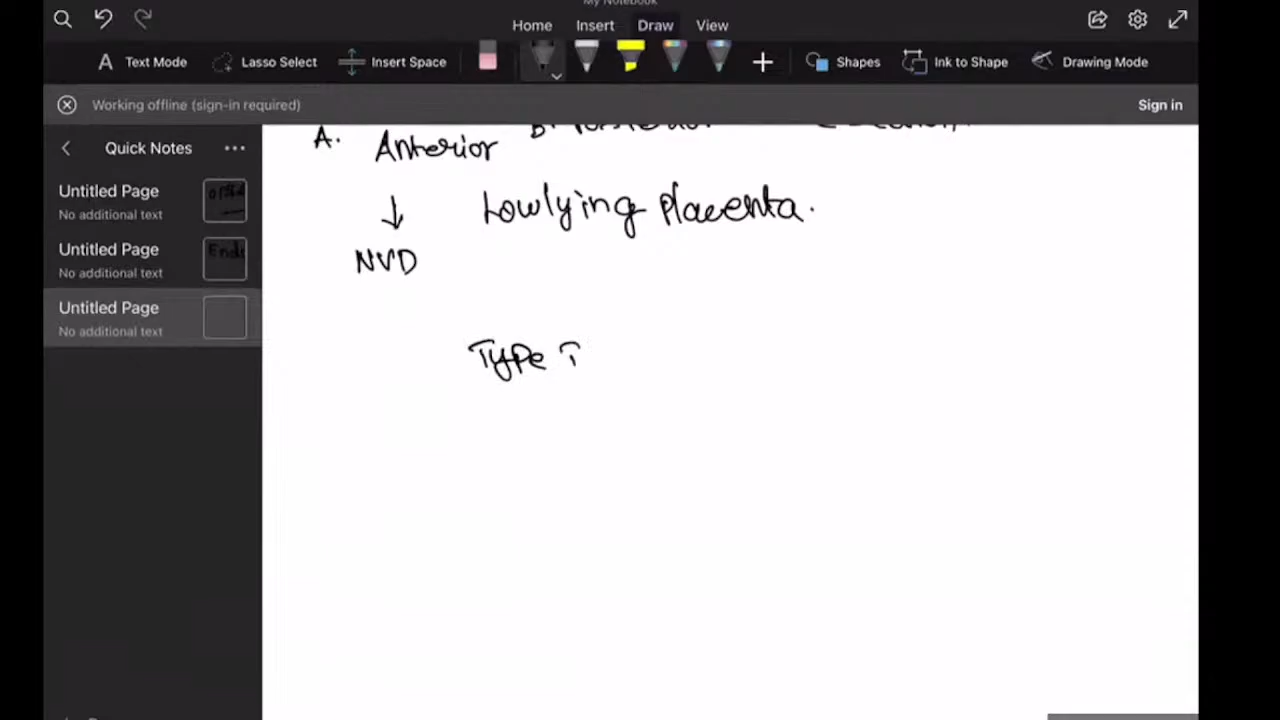 My Notebook
Home Insert Draw View
Text Mode Lasso Select Insert Space Shapes Ink to Shape Drawing Mode
Working offline (sign-in required) Sign in
Quick Notes
Untitled Page
No additional text
Untitled Page
No additional text
Untitled Page
No additional text
A. Anterior B.
↓ Lowlying placenta.
NVD
Type